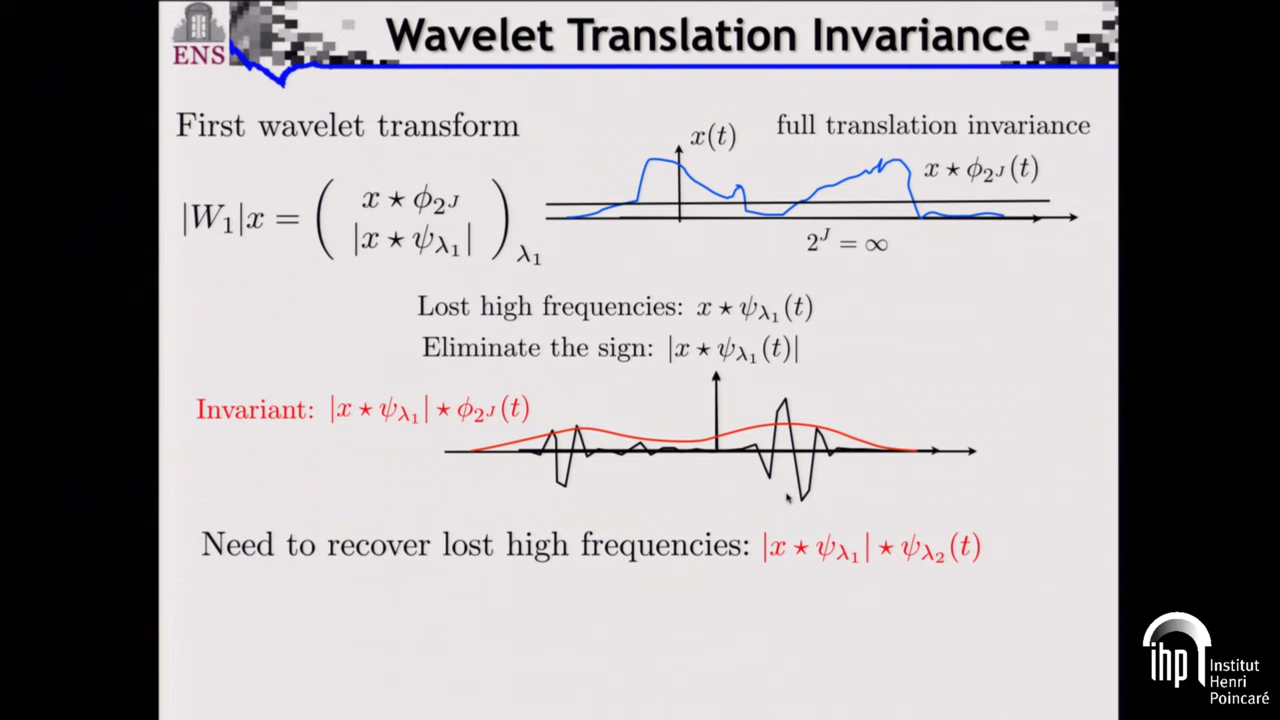 ENS
Wavelet Translation Invariance
First wavelet transform
x(t)
full translation invariance
x ⋆ ϕ_{2^J}(t)
|W₁|x = ( x ⋆ ϕ_{2^J}
|x ⋆ ψ_{λ₁}| )_{λ₁}
2^J = ∞
Lost high frequencies: x ⋆ ψ_{λ₁}(t)
Eliminate the sign: |x ⋆ ψ_{λ₁}(t)|
Invariant: |x ⋆ ψ_{λ₁}| ⋆ ϕ_{2^J}(t)
Need to recover lost high frequencies: |x ⋆ ψ_{λ₁}| ⋆ ψ_{λ₂}(t)
ihp
Institut
Henri
Poincaré